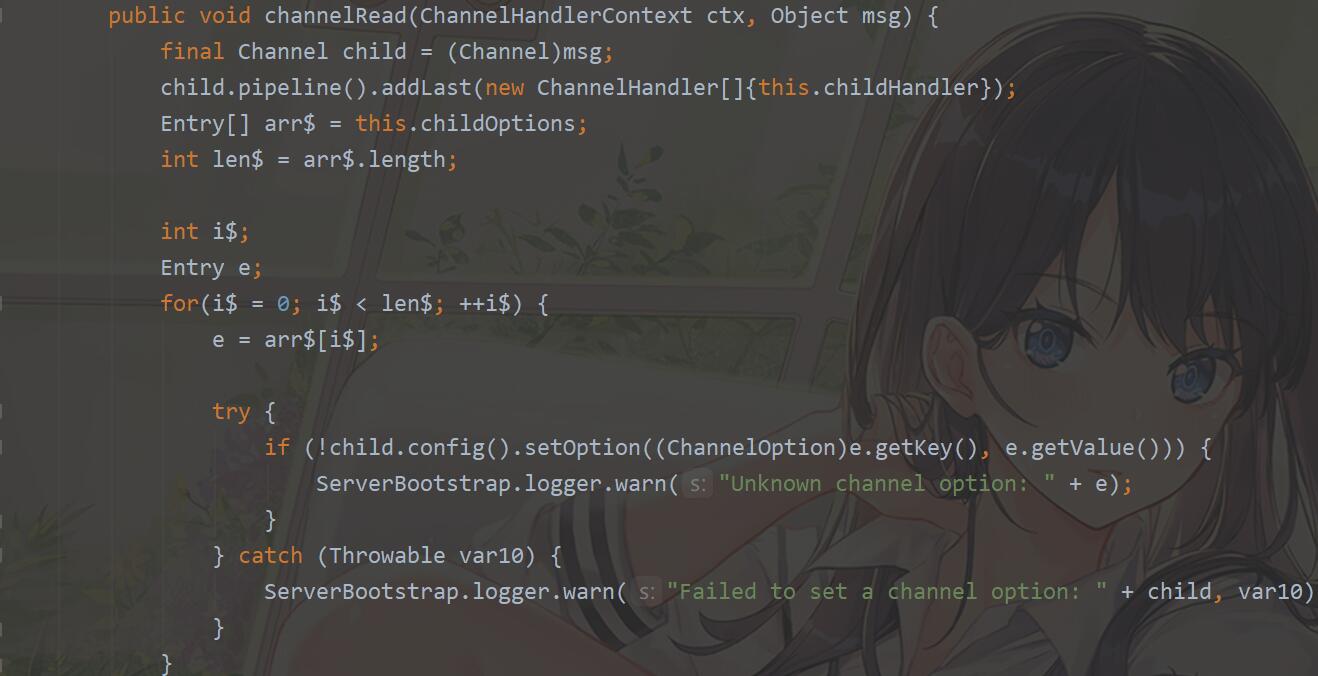 public void channelRead(ChannelHandlerContext ctx, Object msg) {
final Channel child = (Channel)msg;
child.pipeline().addLast(new ChannelHandler[]{this.childHandler});
Entry[] arr$ = this.childOptions;
int len$ = arr$.length;
int i$;
Entry e;
for(i$ = 0; i$ < len$; ++i$) {
e = arr$[i$];
try {
if (!child.config().setOption((ChannelOption)e.getKey(), e.getValue())) {
ServerBootstrap.logger.warn( s: "Unknown channel option: " + e);
}
} catch (Throwable var10) {
ServerBootstrap.logger.warn( s: "Failed to set a channel option: " + child, var10)
}
}